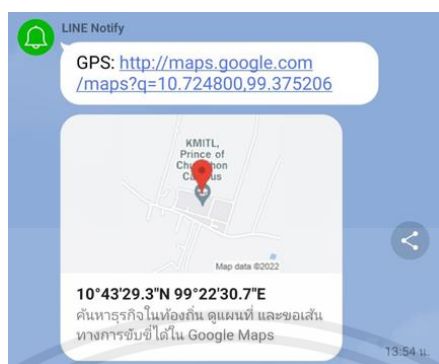 LINE Notify
GPS: http://maps.google.com
/maps?q=10.724800,99.375206
KMITL,
Prince of
Chumphon
Campus
Map data ©2022
10°43'29.3"N 99°22'30.7"E
ค้นหาธุรกิจในท้องถิ่น ดูแผนที่ และขอเส้น
ทางการขับขี่ได้ใน Google Maps
13:54 น.